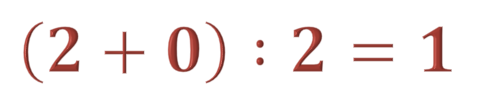 (2 + 0) : 2 = 1